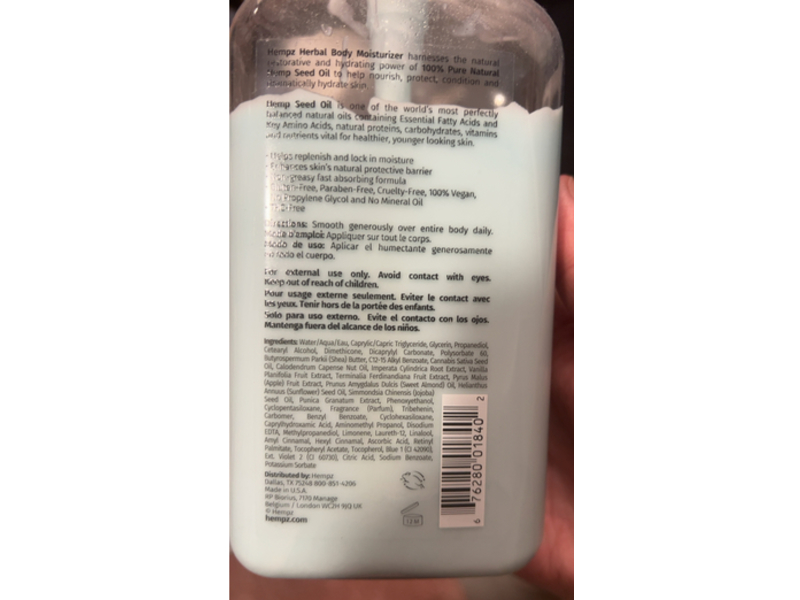 Hempz Herbal Body Moisturizer harnesses the natural
restorative and hydrating power of 100% Pure Natural
Hemp Seed Oil to help nourish, protect, condition and
dramatically hydrate skin.
Hemp Seed Oil is one of the world's most perfectly
balanced natural oils containing Essential Fatty Acids and
Key Amino Acids, natural proteins, carbohydrates, vitamins
and nutrients vital for healthier, younger looking skin.
Helps replenish and lock in moisture
Enhances skin's natural protective barrier
Non-greasy fast absorbing formula
Gluten-Free, Paraben-Free, Cruelty-Free, 100% Vegan,
No Propylene Glycol and No Mineral Oil
THC-Free
Directions: Smooth generously over entire body daily.
Mode d'emploi: Appliquer sur tout le corps.
Modo de uso: Aplicar el humectante generosamente
en todo el cuerpo.
For external use only. Avoid contact with eyes.
Keep out of reach of children.
Pour usage externe seulement. Eviter le contact avec
les yeux. Tenir hors de la portée des enfants.
Solo para uso externo. Evite el contacto con los ojos.
Mantenga fuera del alcance de los niños.
Ingredients: Water/Aqua/Eau, Caprylic/Capric Triglyceride, Glycerin, Propanediol,
Cetearyl Alcohol, Dimethicone, Dicaprylyl Carbonate, Polysorbate 60,
Butyrospermum Parkii (Shea) Butter, C12-15 Alkyl Benzoate, Cannabis Sativa Seed
Oil, Calodendrum Capense Nut Oil, Imperata Cylindrica Root Extract, Vanilla
Planifolia Fruit Extract, Terminalia Ferdinandiana Fruit Extract, Pyrus Malus
(Apple) Fruit Extract, Prunus Amygdalus Dulcis (Sweet Almond) Oil, Helianthus
Annuus (Sunflower) Seed Oil, Simmondsia Chinensis (Jojoba)
Seed Oil, Punica Granatum Extract, Phenoxyethanol,
Cyclopentasiloxane, Fragrance (Parfum), Tribehenin,
Carbomer, Benzyl Benzoate, Cyclohexasiloxane,
Caprylhydroxamic Acid, Aminomethyl Propanol, Disodium
EDTA, Methylpropanediol, Limonene, Laureth-12, Linalool,
Amyl Cinnamal, Hexyl Cinnamal, Ascorbic Acid, Retinyl
Palmitate, Tocopheryl Acetate, Tocopherol, Blue 1 (CI 42090),
Ext. Violet 2 (CI 60730), Citric Acid, Sodium Benzoate,
Potassium Sorbate
Distributed by: Hempz
Dallas, TX 75248 800-851-4206
Made in U.S.A.
RP Biorius, 7170 Manage
Belgium / London WC2H 9JQ UK
© Hempz
hempz.com
12 M
6 76280 01840 2